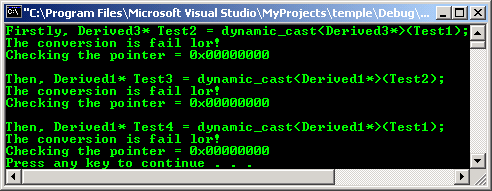 "C:\Program Files\Microsoft Visual Studio\MyProjects\temple\Debug\...
Firstly, Derived3* Test2 = dynamic_cast<Derived3*>(Test1);
The conversion is fail lor!
Checking the pointer = 0x00000000
Then, Derived1* Test3 = dynamic_cast<Derived1*>(Test2);
The conversion is fail lor!
Checking the pointer = 0x00000000
Then, Derived1* Test4 = dynamic_cast<Derived1*>(Test1);
The conversion is fail lor!
Checking the pointer = 0x00000000
Press any key to continue . . .